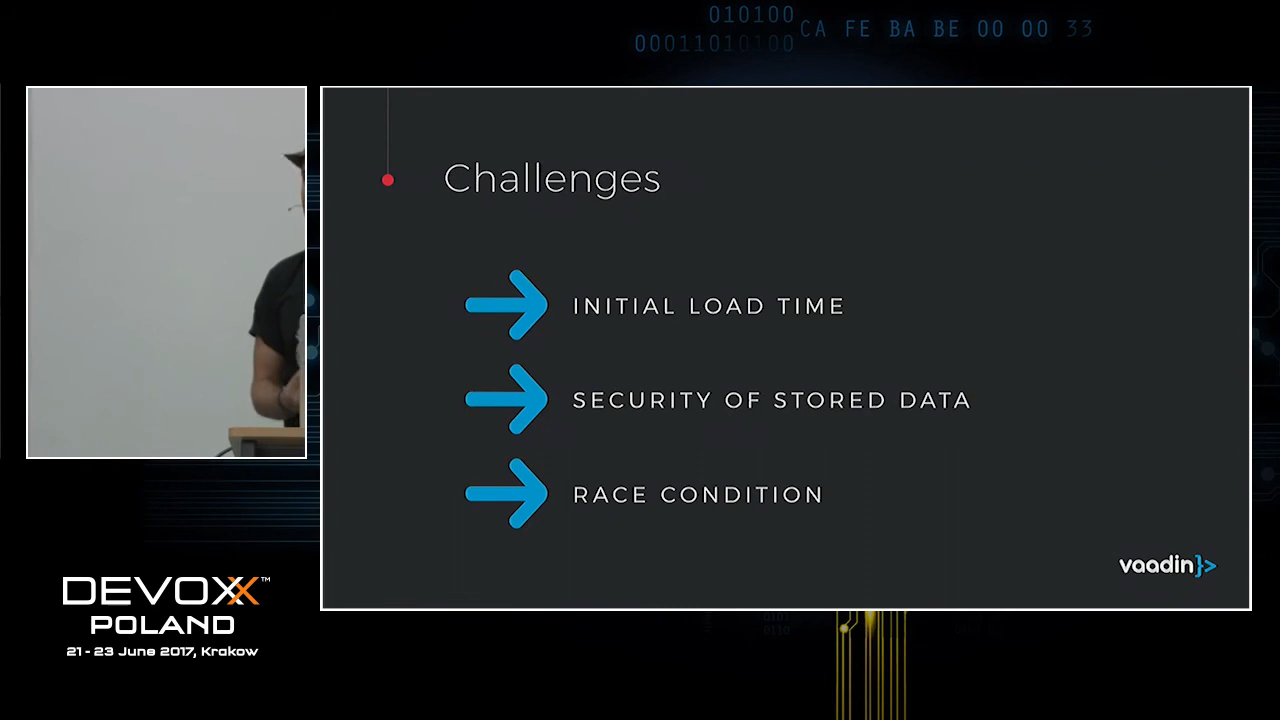 010100
00011010100
CA FE BA BE 00 00 33
Challenges
INITIAL LOAD TIME
SECURITY OF STORED DATA
RACE CONDITION
vaadin}>
DEVOXX™
POLAND
21 - 23 June 2017, Krakow